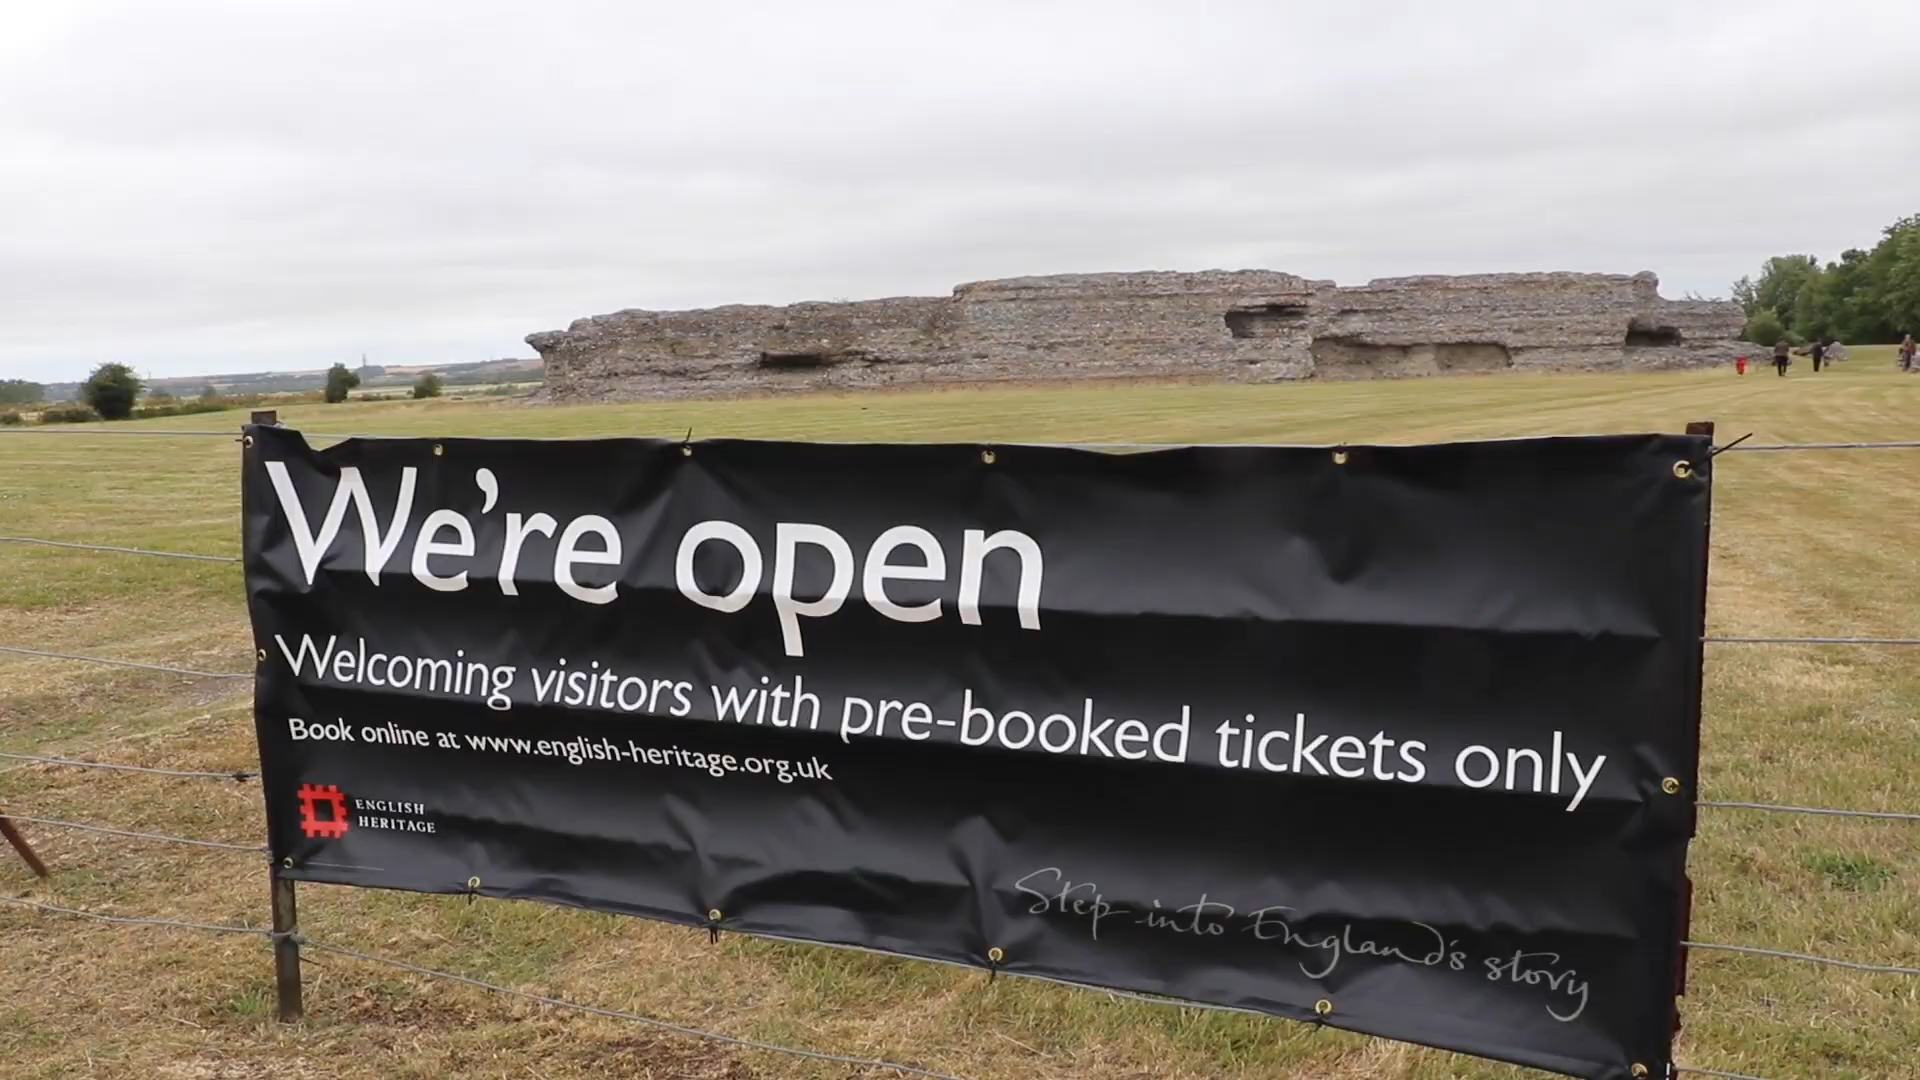 We're open
Welcoming visitors with pre-booked tickets only
Book online at www.english-heritage.org.uk
ENGLISH
HERITAGE
Step into England's story